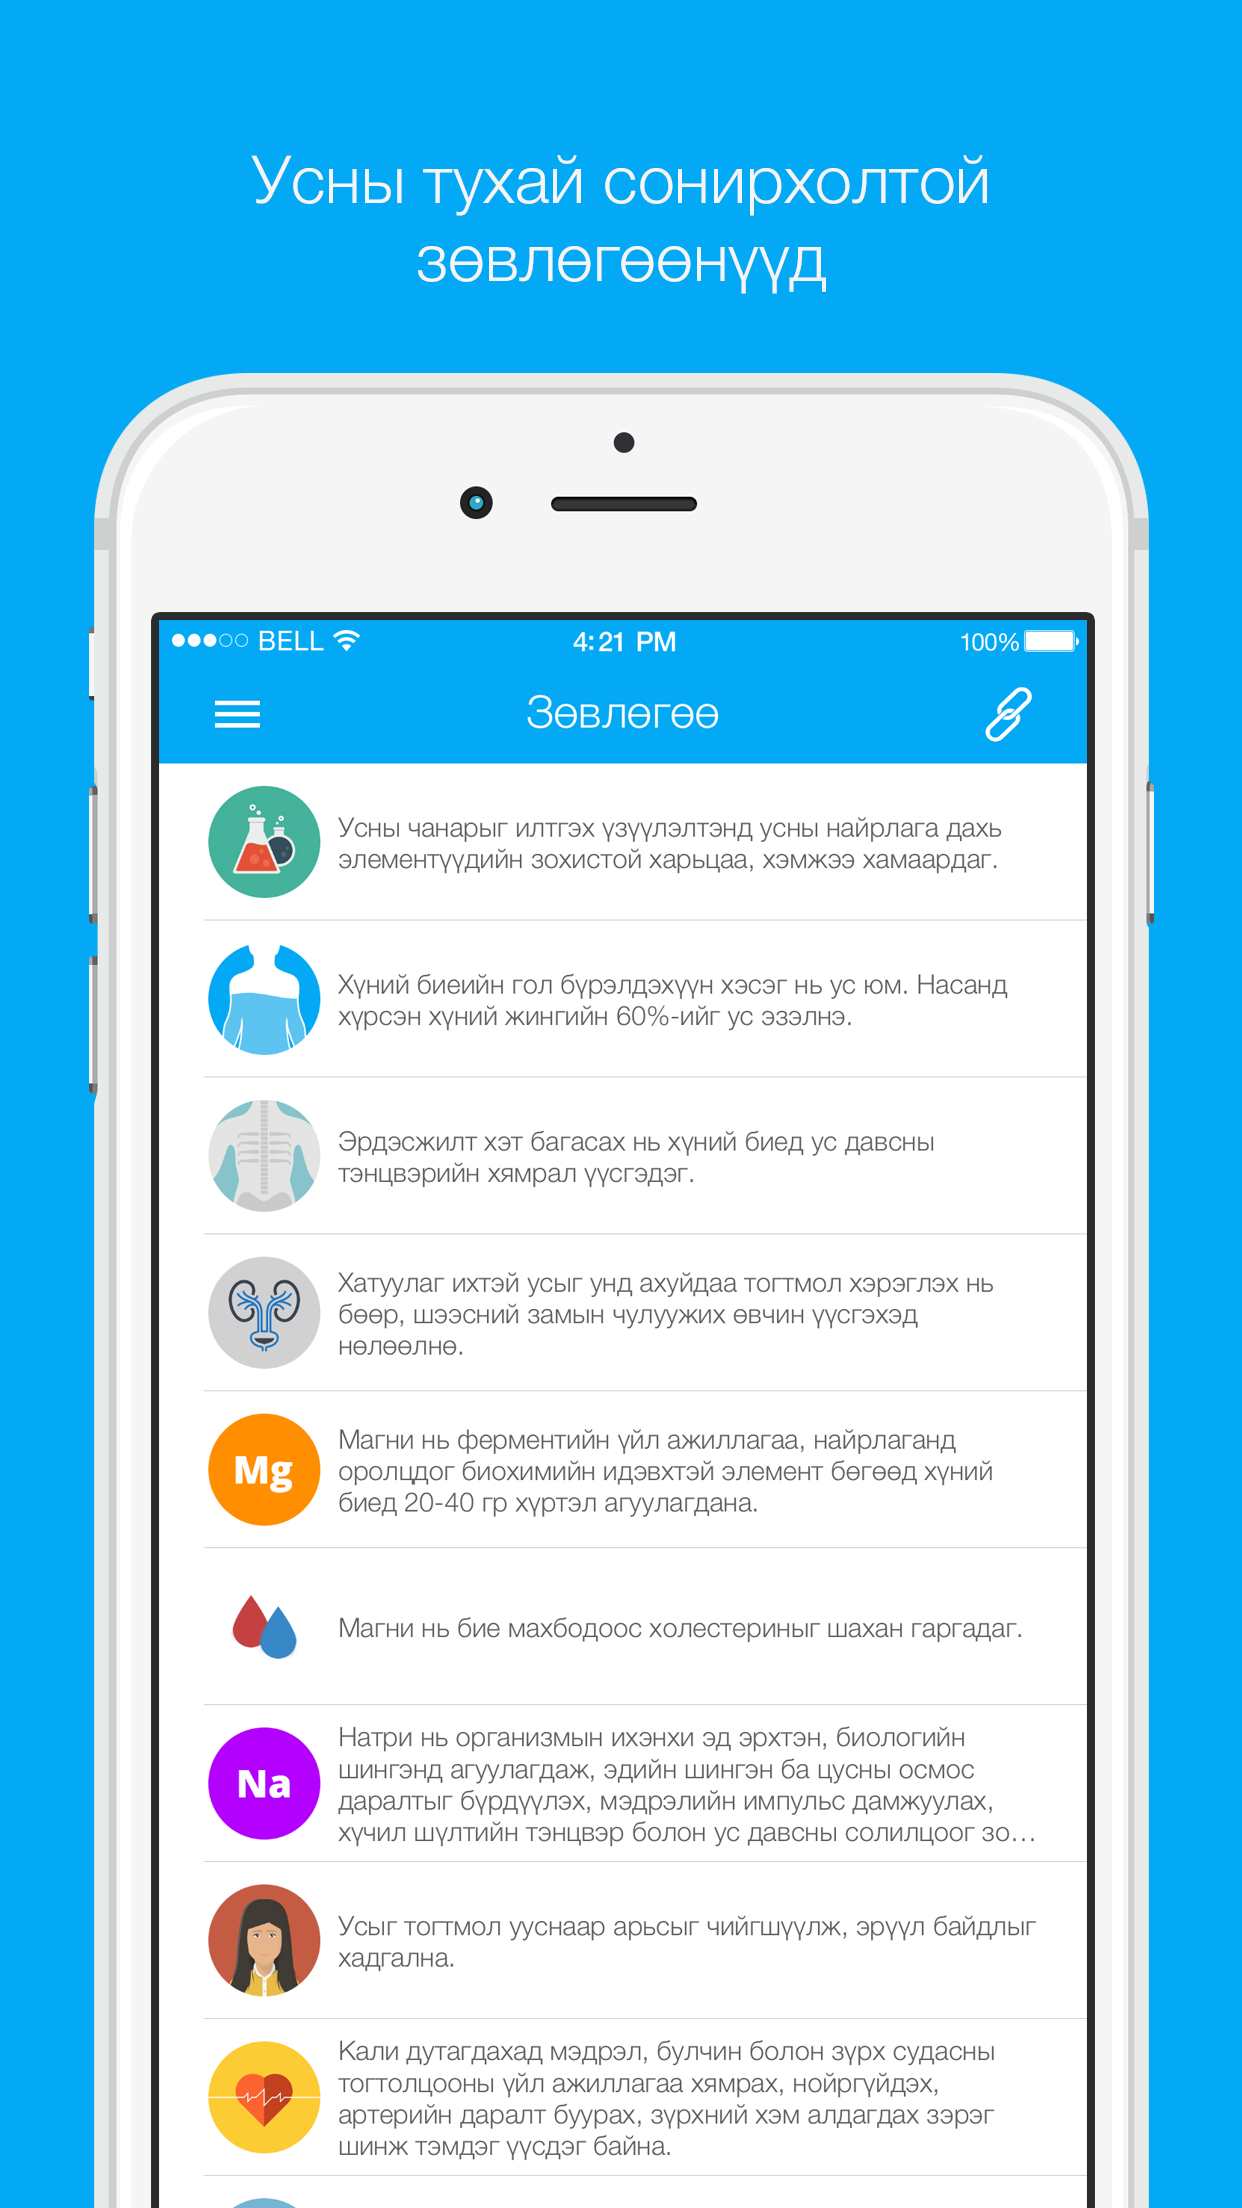 Усны тухай сонирхолтой
зөвлөгөөнүүд
BELL
4:21 PM
100%
Зөвлөгөө
Усны чанарыг илтгэх үзүүлэлтэнд усны найрлага дахь
элементүүдийн зохистой харьцаа, хэмжээ хамаардаг.
Хүний биеийн гол бүрэлдэхүүн хэсэг нь ус юм. Насанд
хүрсэн хүний жингийн 60%-ийг ус эзэлнэ.
Эрдэсжилт хэт багасах нь хүний биед ус давсны
тэнцвэрийн хямрал үүсгэдэг.
Хатуулаг ихтэй усыг унд ахуйдаа тогтмол хэрэглэх нь
бөөр, шээсний замын чулуужих өвчин үүсгэхэд
нөлөөлнө.
Mg
Магни нь ферментийн үйл ажиллагаа, найрлаганд
оролцдог биохимийн идэвхтэй элемент бөгөөд хүний
биед 20-40 гр хүртэл агуулагдана.
Магни нь бие махбодоос холестериныг шахан гаргадаг.
Na
Натри нь организмын ихэнхи эд эрхтэн, биологийн
шингэнд агуулагдаж, эдийн шингэн ба цусны осмос
даралтыг бүрдүүлэх, мэдрэлийн импульс дамжуулах,
хүчил шүлтийн тэнцвэр болон ус давсны солилцоог зо...
Усыг тогтмол ууснаар арьсыг чийгшүүлж, эрүүл байдлыг
хадгална.
Кали дутагдахад мэдрэл, булчин болон зүрх судасны
тогтолцооны үйл ажиллагаа хямрах, нойргүйдэх,
артерийн даралт буурах, зүрхний хэм алдагдах зэрэг
шинж тэмдэг үүсдэг байна.